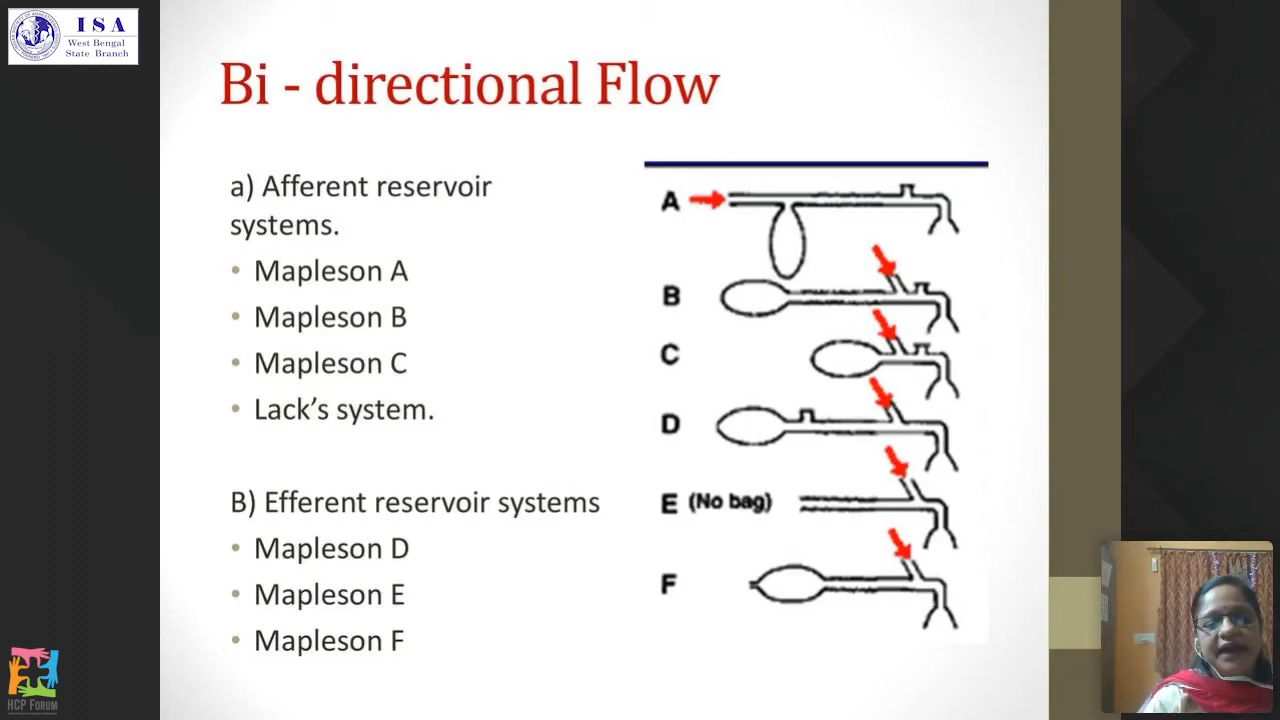 I S A
West Bengal
State Branch
Bi - directional Flow
a) Afferent reservoir
systems.
• Mapleson A
• Mapleson B
• Mapleson C
• Lack’s system.
B) Efferent reservoir systems
• Mapleson D
• Mapleson E
• Mapleson F
A
B
C
D
E (No bag)
F
HCP FORUM